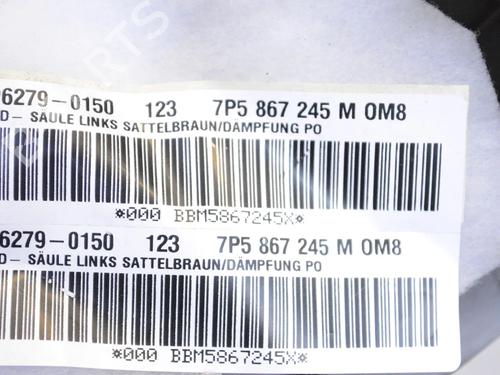 6279-0150 123 7P5 867 245 M OM8
D- SÄULE LINKS SATTELBRAUN/DÄMPFUNG PO
*000 BBM5867245X*
6279-0150 123 7P5 867 245 M OM8
D- SÄULE LINKS SATTELBRAUN/DÄMPFUNG PO
*000 BBM5867245X*